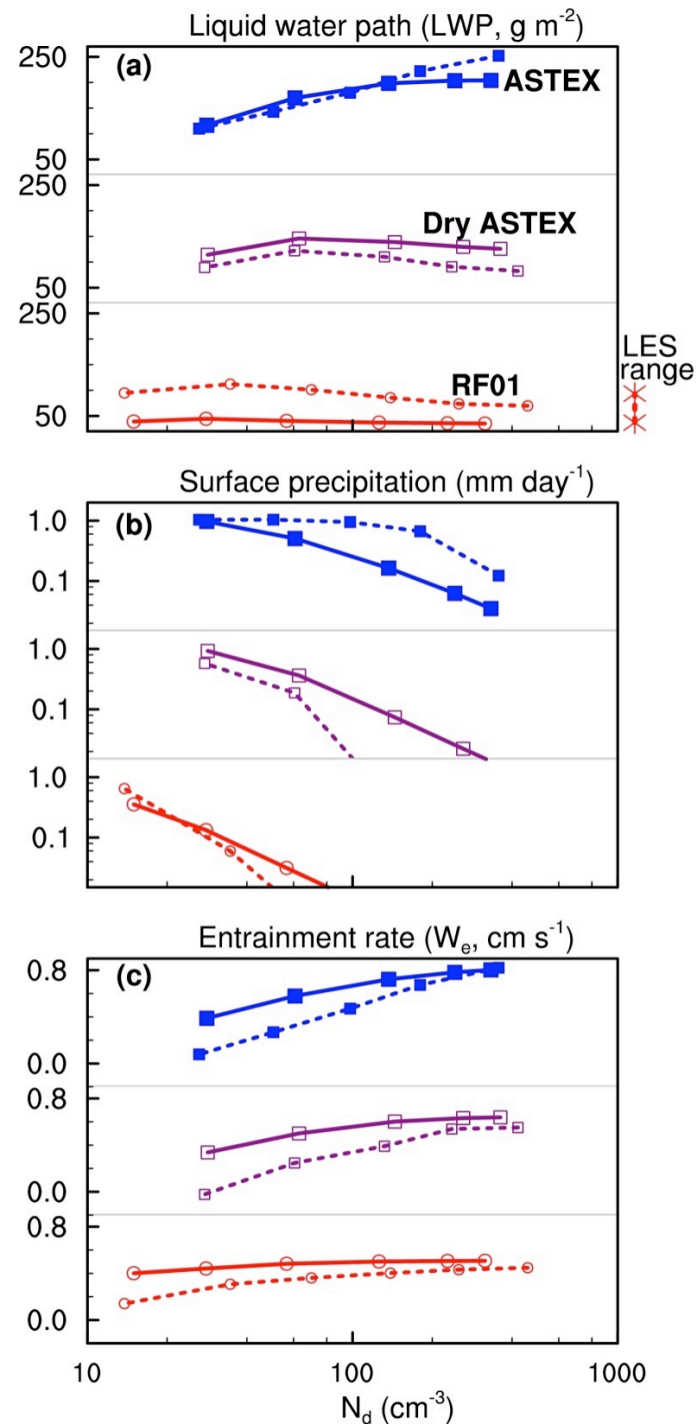 Liquid water path (LWP, g m⁻²)
250
(a)
ASTEX
50
250
Dry ASTEX
50
250
LES
range
RF01
50
Surface precipitation (mm day⁻¹)
1.0
(b)
0.1
1.0
0.1
1.0
0.1
Entrainment rate (Wₑ, cm s⁻¹)
0.8
(c)
0.0
0.8
0.0
0.8
0.0
10 100 1000
N_d (cm⁻³)